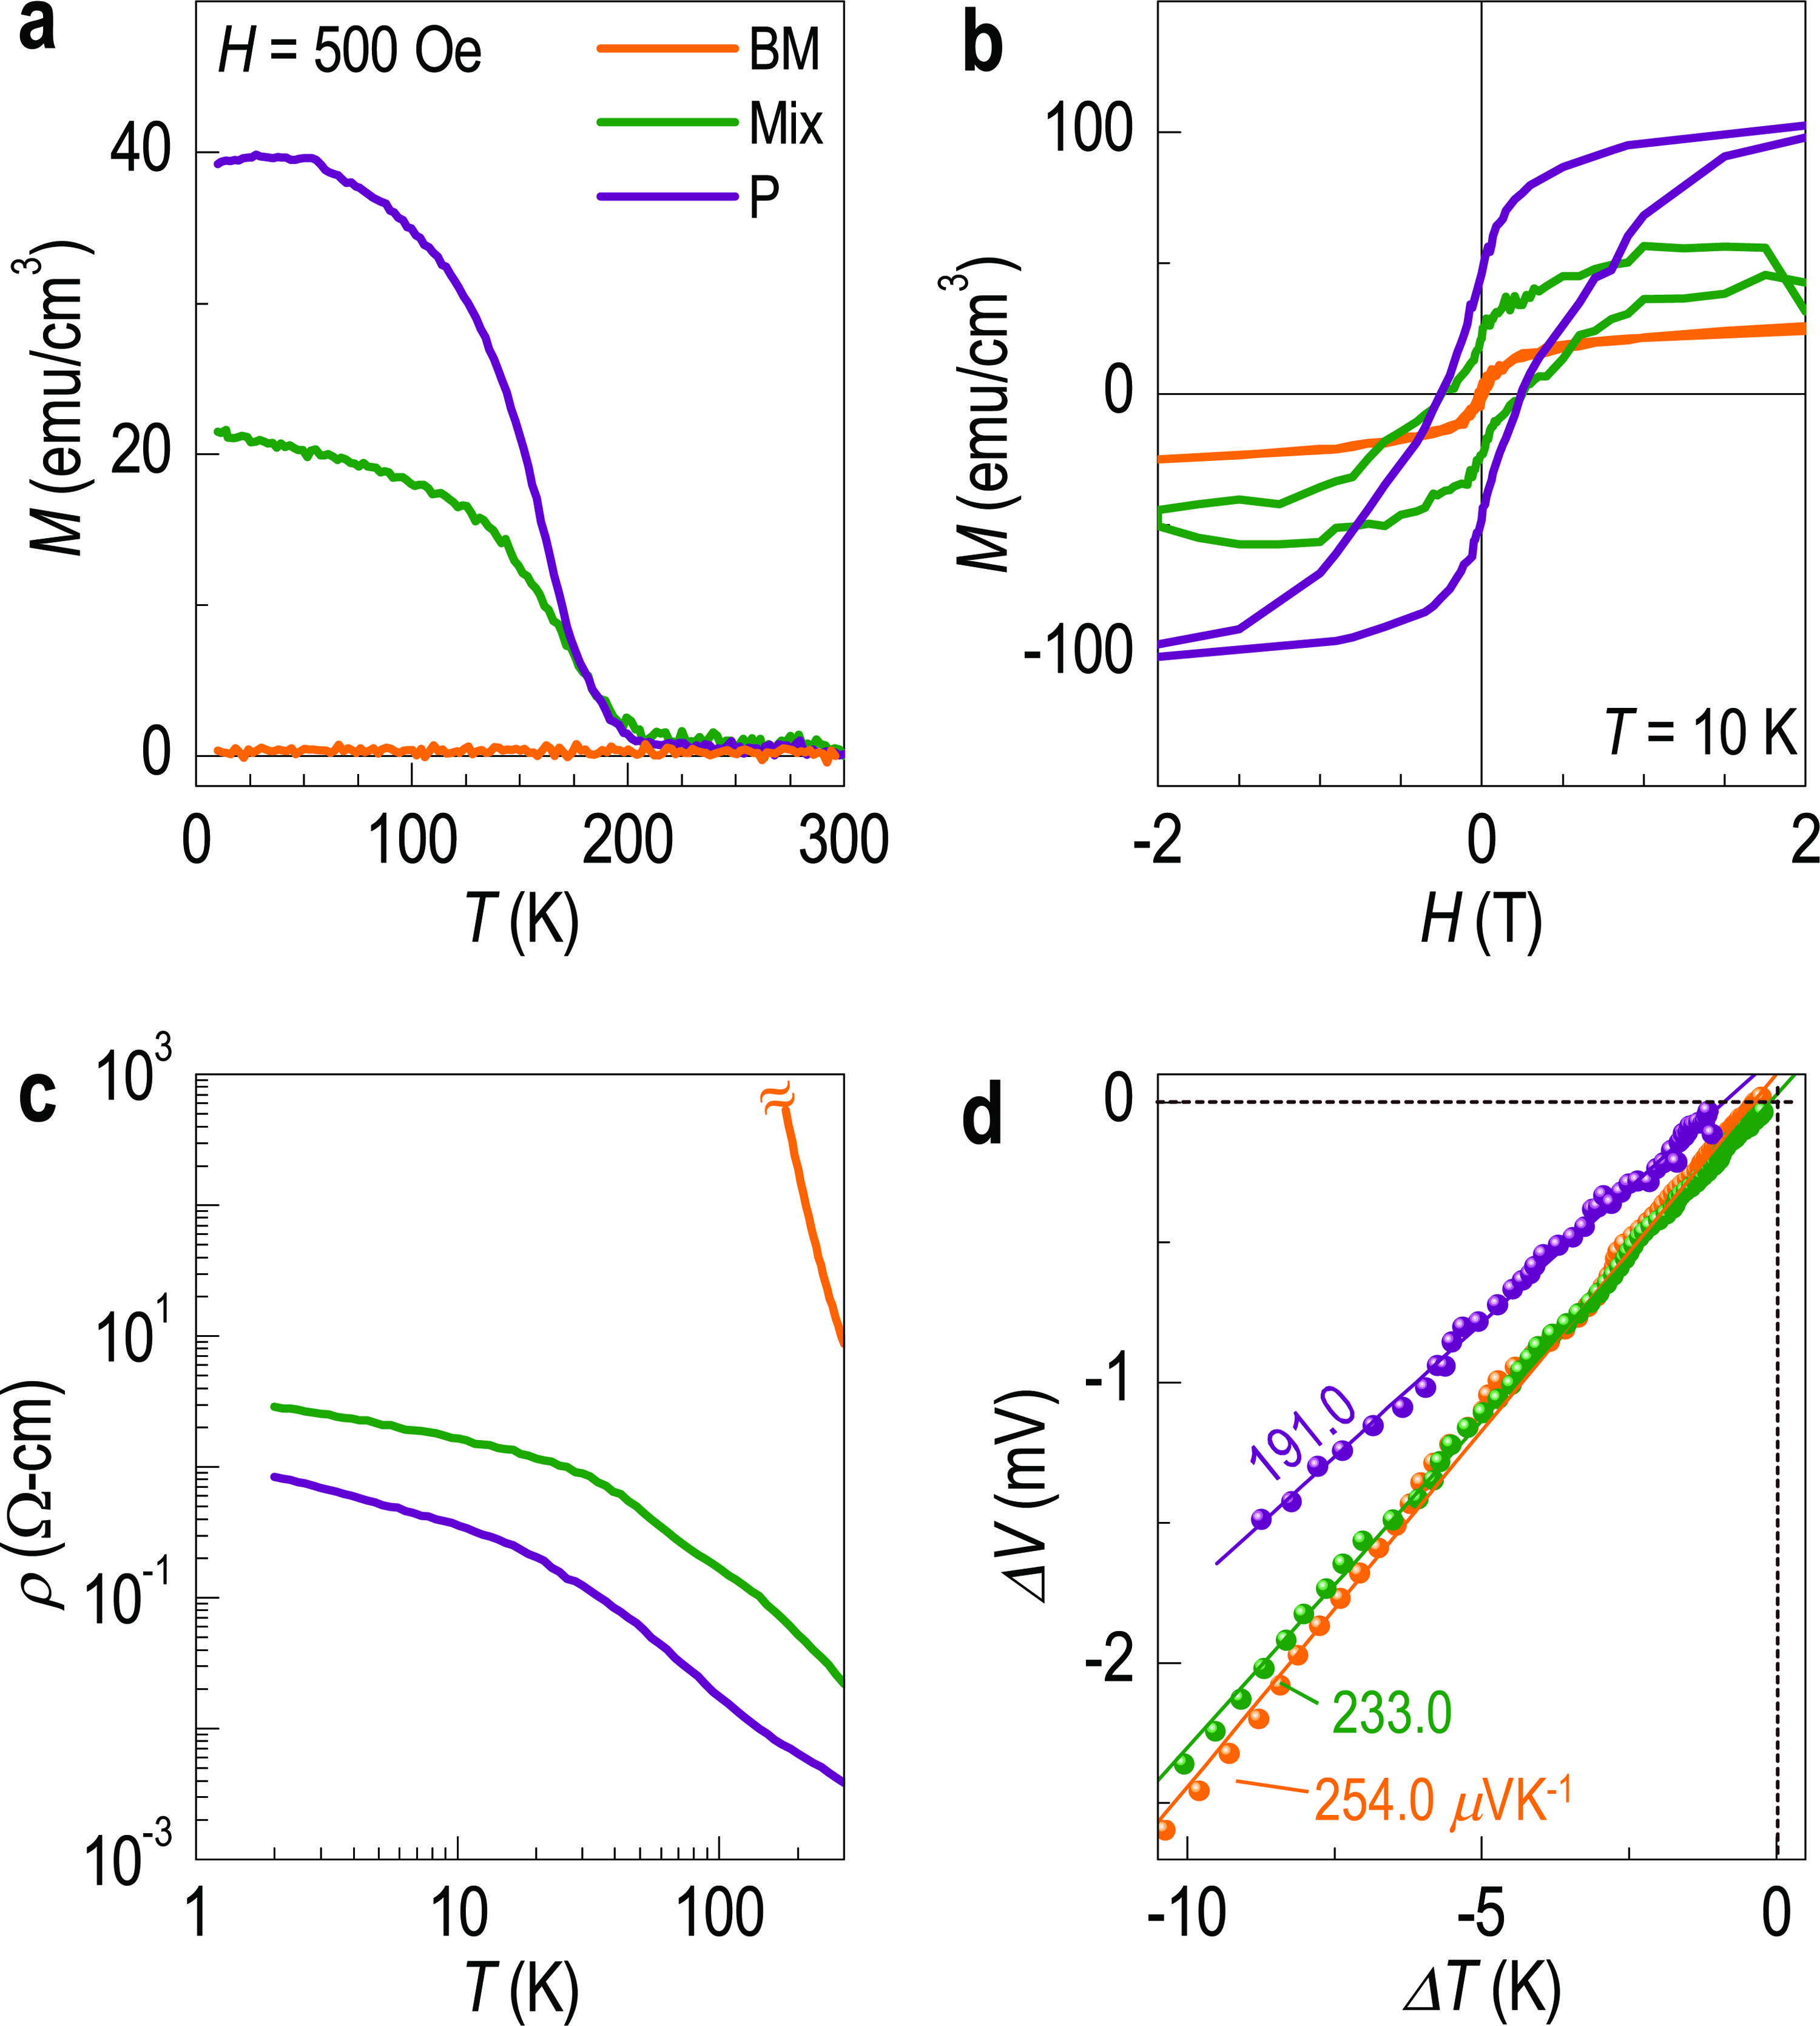 a
H = 500 Oe
BM
Mix
P
40
20
0
M (emu/cm³)
0
100
200
300
T (K)
b
100
0
-100
M (emu/cm³)
T = 10 K
-2
0
2
H (T)
c
10³
10¹
10⁻¹
10⁻³
ρ (Ω-cm)
≈
1
10
100
T (K)
d
0
-1
-2
ΔV (mV)
191.0
233.0
254.0 μVK⁻¹
-10
-5
0
ΔT (K)